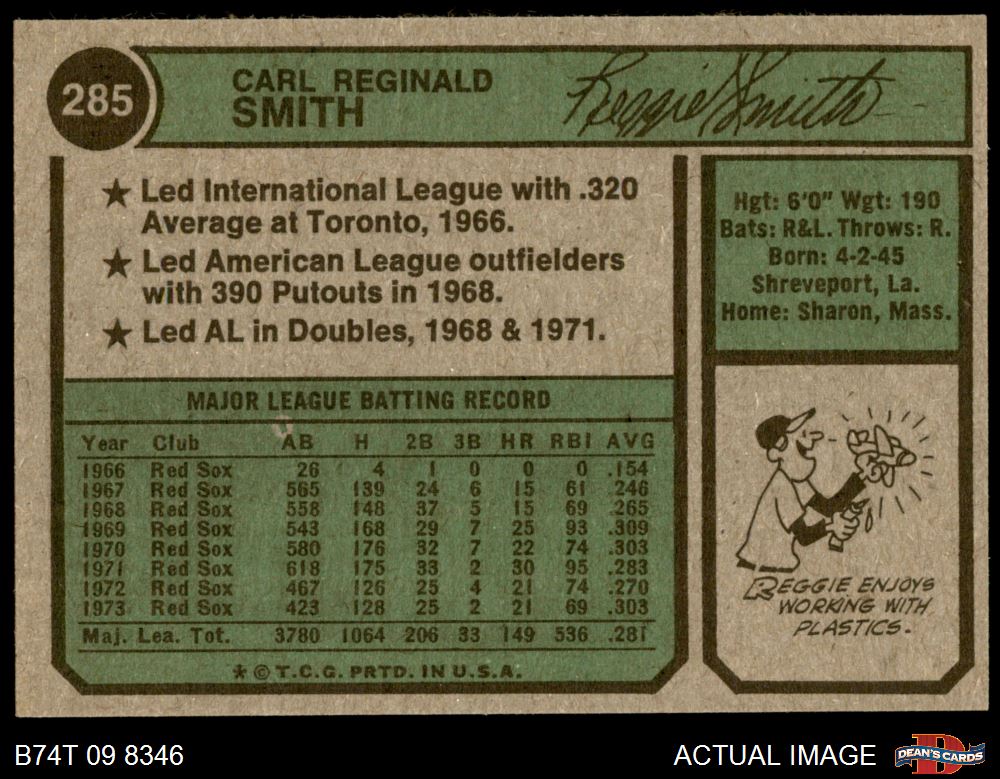 285
CARL REGINALD
SMITH
Reggie Smith
★ Led International League with .320
Average at Toronto, 1966.
★ Led American League outfielders
with 390 Putouts in 1968.
★ Led AL in Doubles, 1968 & 1971.
Hgt: 6'0" Wgt: 190
Bats: R&L. Throws: R.
Born: 4-2-45
Shreveport, La.
Home: Sharon, Mass.
MAJOR LEAGUE BATTING RECORD
Year Club AB H 2B 3B HR RBI AVG
1966 Red Sox 26 4 1 0 0 0 .154
1967 Red Sox 565 139 24 6 15 61 .246
1968 Red Sox 558 148 37 5 15 69 .265
1969 Red Sox 543 168 29 7 25 93 .309
1970 Red Sox 580 176 32 7 22 74 .303
1971 Red Sox 618 175 33 2 30 95 .283
1972 Red Sox 467 126 25 4 21 74 .270
1973 Red Sox 423 128 25 2 21 69 .303
Maj. Lea. Tot. 3780 1064 206 33 149 536 .281
★ © T.C.G. PRTD. IN U.S.A.
REGGIE ENJOYS
WORKING WITH
PLASTICS.
B74T 09 8346
ACTUAL IMAGE
DEAN'S CARDS